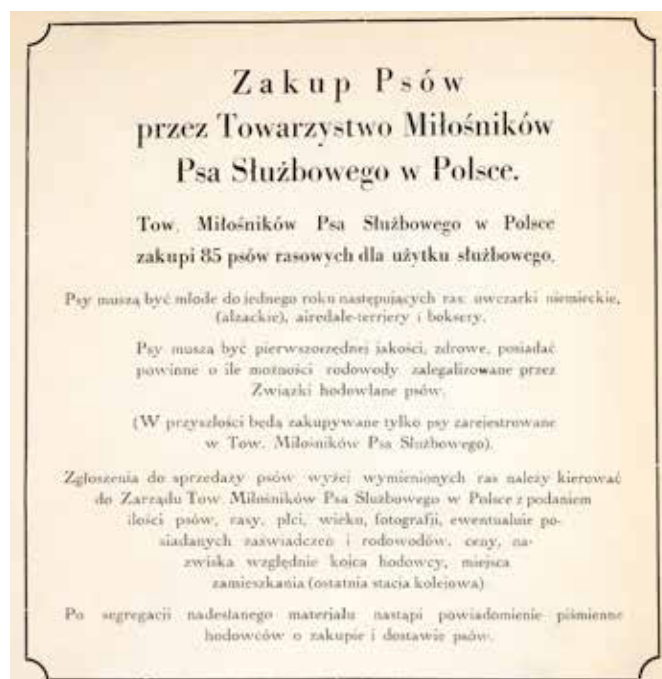 Zakup Psów
przez Towarzystwo Miłośników
Psa Służbowego w Polsce.
Tow. Miłośników Psa Służbowego w Polsce
zakupi 85 psów rasowych dla użytku służbowego.
Psy muszą być młode do jednego roku następujących ras: owczarki niemieckie,
(alzackie), airedale-terriery i boksery.
Psy muszą być pierwszorzędnej jakości, zdrowe, posiadać
powinne o ile możności rodowody zalegalizowane przez
Związki hodowlane psów.
(W przyszłości będą zakupywane tylko psy zarejestrowane
w Tow. Miłośników Psa Służbowego).
Zgłoszenia do sprzedaży psów wyżej wymienionych ras należy kierować
do Zarządu Tow. Miłośników Psa Służbowego w Polsce z podaniem
ilości psów, rasy, płci, wieku, fotografji, ewentualnie po-
siadanych zaświadczeń i rodowodów, ceny, na-
zwiska względnie kojca hodowcy, miejsca
zamieszkania (ostatnia stacja kolejowa)
Po segregacji nadesłanego materjału nastąpi powiadomienie piśmienne
hodowców o zakupie i dostawie psów.